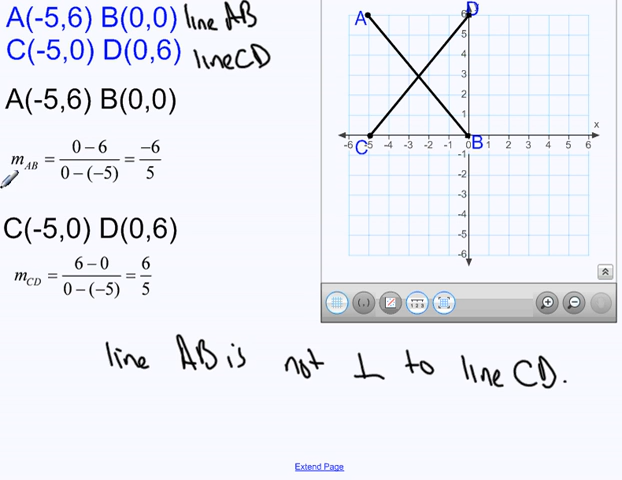 A(-5,6) B(0,0) line AB
C(-5,0) D(0,6) line CD
A(-5,6) B(0,0)
m_AB = (0 - 6)/(0 - (-5)) = -6/5
C(-5,0) D(0,6)
m_CD = (6 - 0)/(0 - (-5)) = 6/5
line AB is not ⊥ to line CD.
A D
6
5
4
3
2
1
x
-6 -5 -4 -3 -2 -1 0 1 2 3 4 5 6
C B
-1
-2
-3
-4
-5
-6
(,) 123
Extend Page